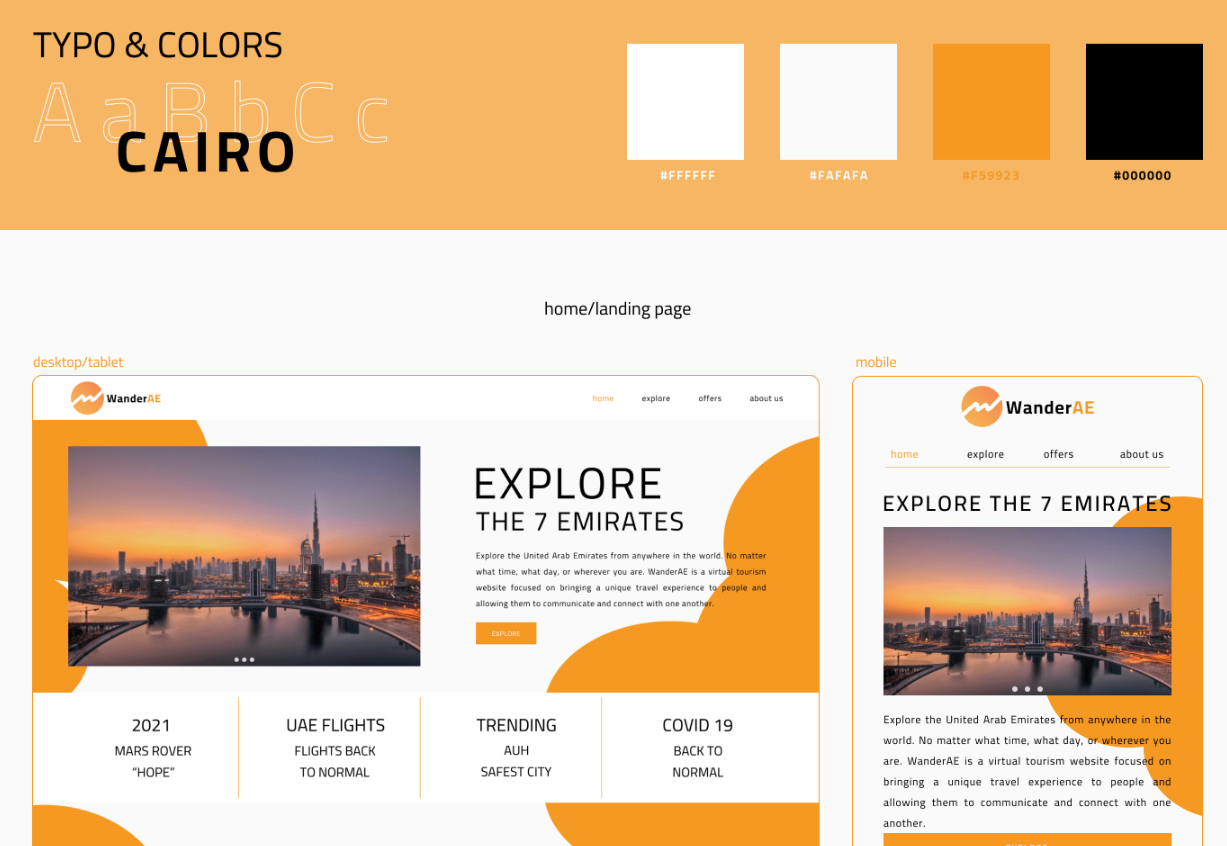 TYPO & COLORS
A a B b C c
CAIRO
#FFFFFF
#FAFAFA
#F59923
#000000
home/landing page
desktop/tablet
WanderAE
home
explore
offers
about us
EXPLORE
THE 7 EMIRATES
Explore the United Arab Emirates from anywhere in the world. No matter
what time, what day, or wherever you are. WanderAE is a virtual tourism
website focused on bringing a unique travel experience to people and
allowing them to communicate and connect with one another.
EXPLORE
2021
MARS ROVER
“HOPE”
UAE FLIGHTS
FLIGHTS BACK
TO NORMAL
TRENDING
AUH
SAFEST CITY
COVID 19
BACK TO
NORMAL
mobile
WanderAE
home
explore
offers
about us
EXPLORE THE 7 EMIRATES
Explore the United Arab Emirates from anywhere in the
world. No matter what time, what day, or wherever you
are. WanderAE is a virtual tourism website focused on
bringing a unique travel experience to people and
allowing them to communicate and connect with one
another.